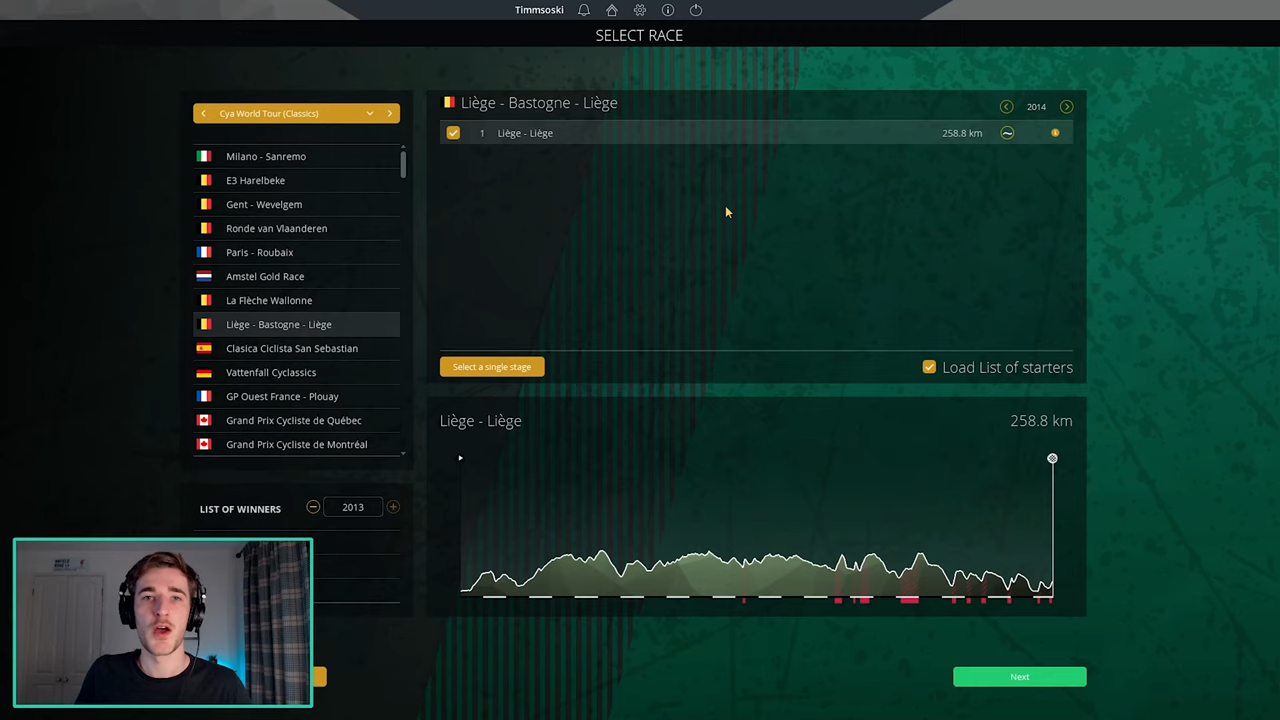 Timmsoski
SELECT RACE
Cya World Tour (Classics)
Milano - Sanremo
E3 Harelbeke
Gent - Wevelgem
Ronde van Vlaanderen
Paris - Roubaix
Amstel Gold Race
La Flèche Wallonne
Liège - Bastogne - Liège
Clasica Ciclista San Sebastian
Vattenfall Cyclassics
GP Ouest France - Plouay
Grand Prix Cycliste de Québec
Grand Prix Cycliste de Montréal
LIST OF WINNERS
2013
Liège - Bastogne - Liège
2014
1 Liège - Liège 258.8 km
Select a single stage
Load List of starters
Liège - Liège
258.8 km
Next